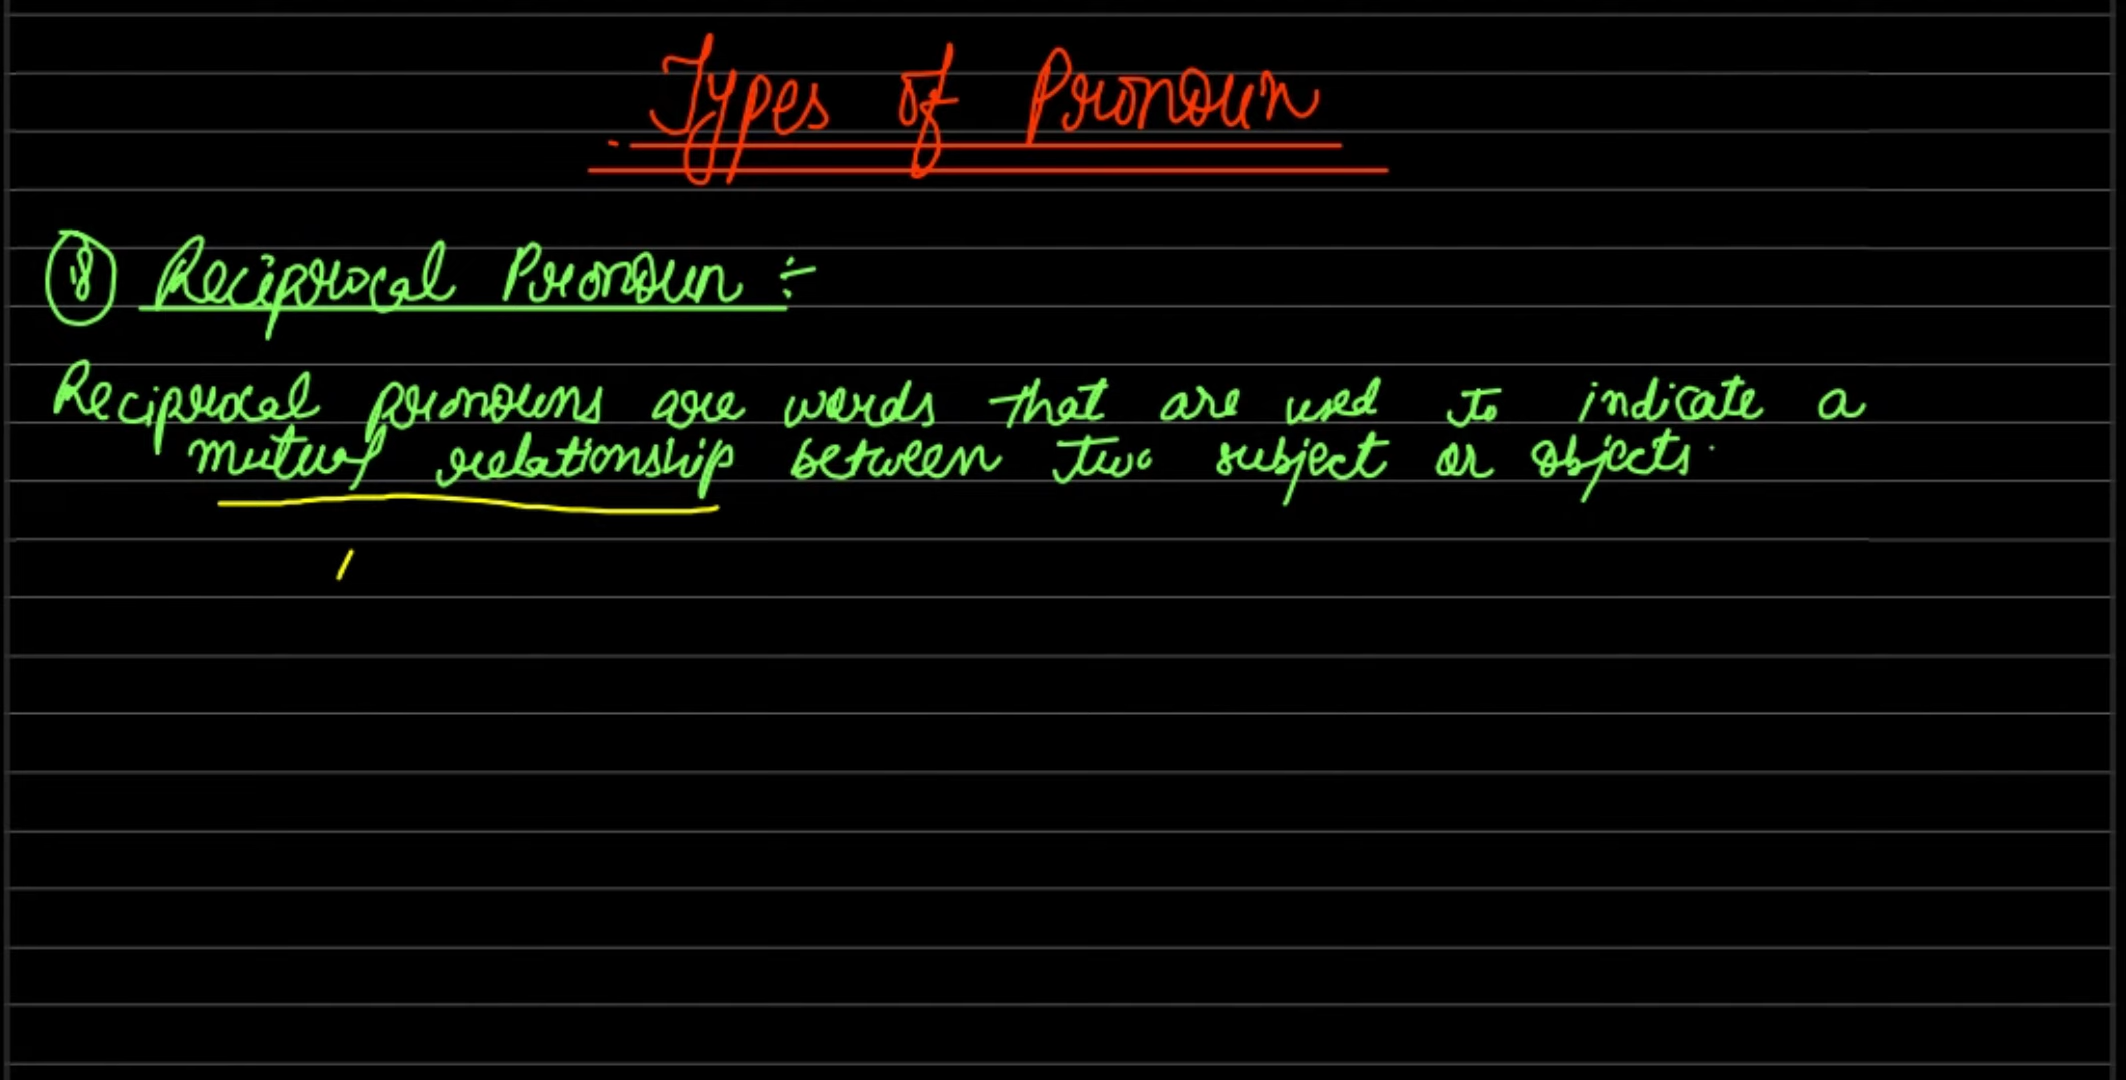 Types of Pronoun
8 Reciprocal Pronoun :-
Reciprocal pronouns are words that are used to indicate a
mutual relationship between two subject or objects.